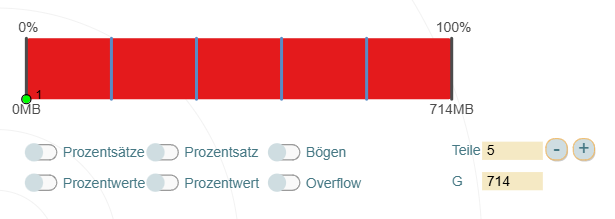 0% 100%
1
0MB 714MB
Prozentsätze Prozentsatz Bögen Teile 5 - +
Prozentwerte Prozentwert Overflow G 714